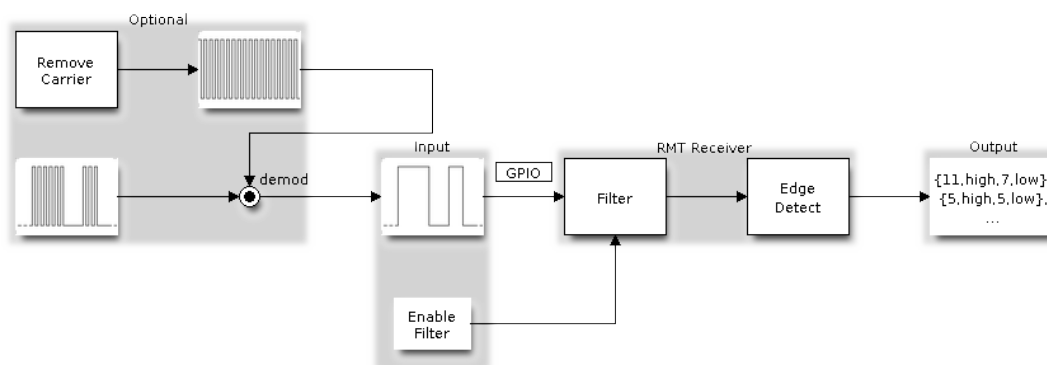 Optional
Remove
Carrier
demod
Input
GPIO
Enable
Filter
RMT Receiver
Filter
Edge
Detect
Output
{11,high,7,low}
{5,high,5,low},
...